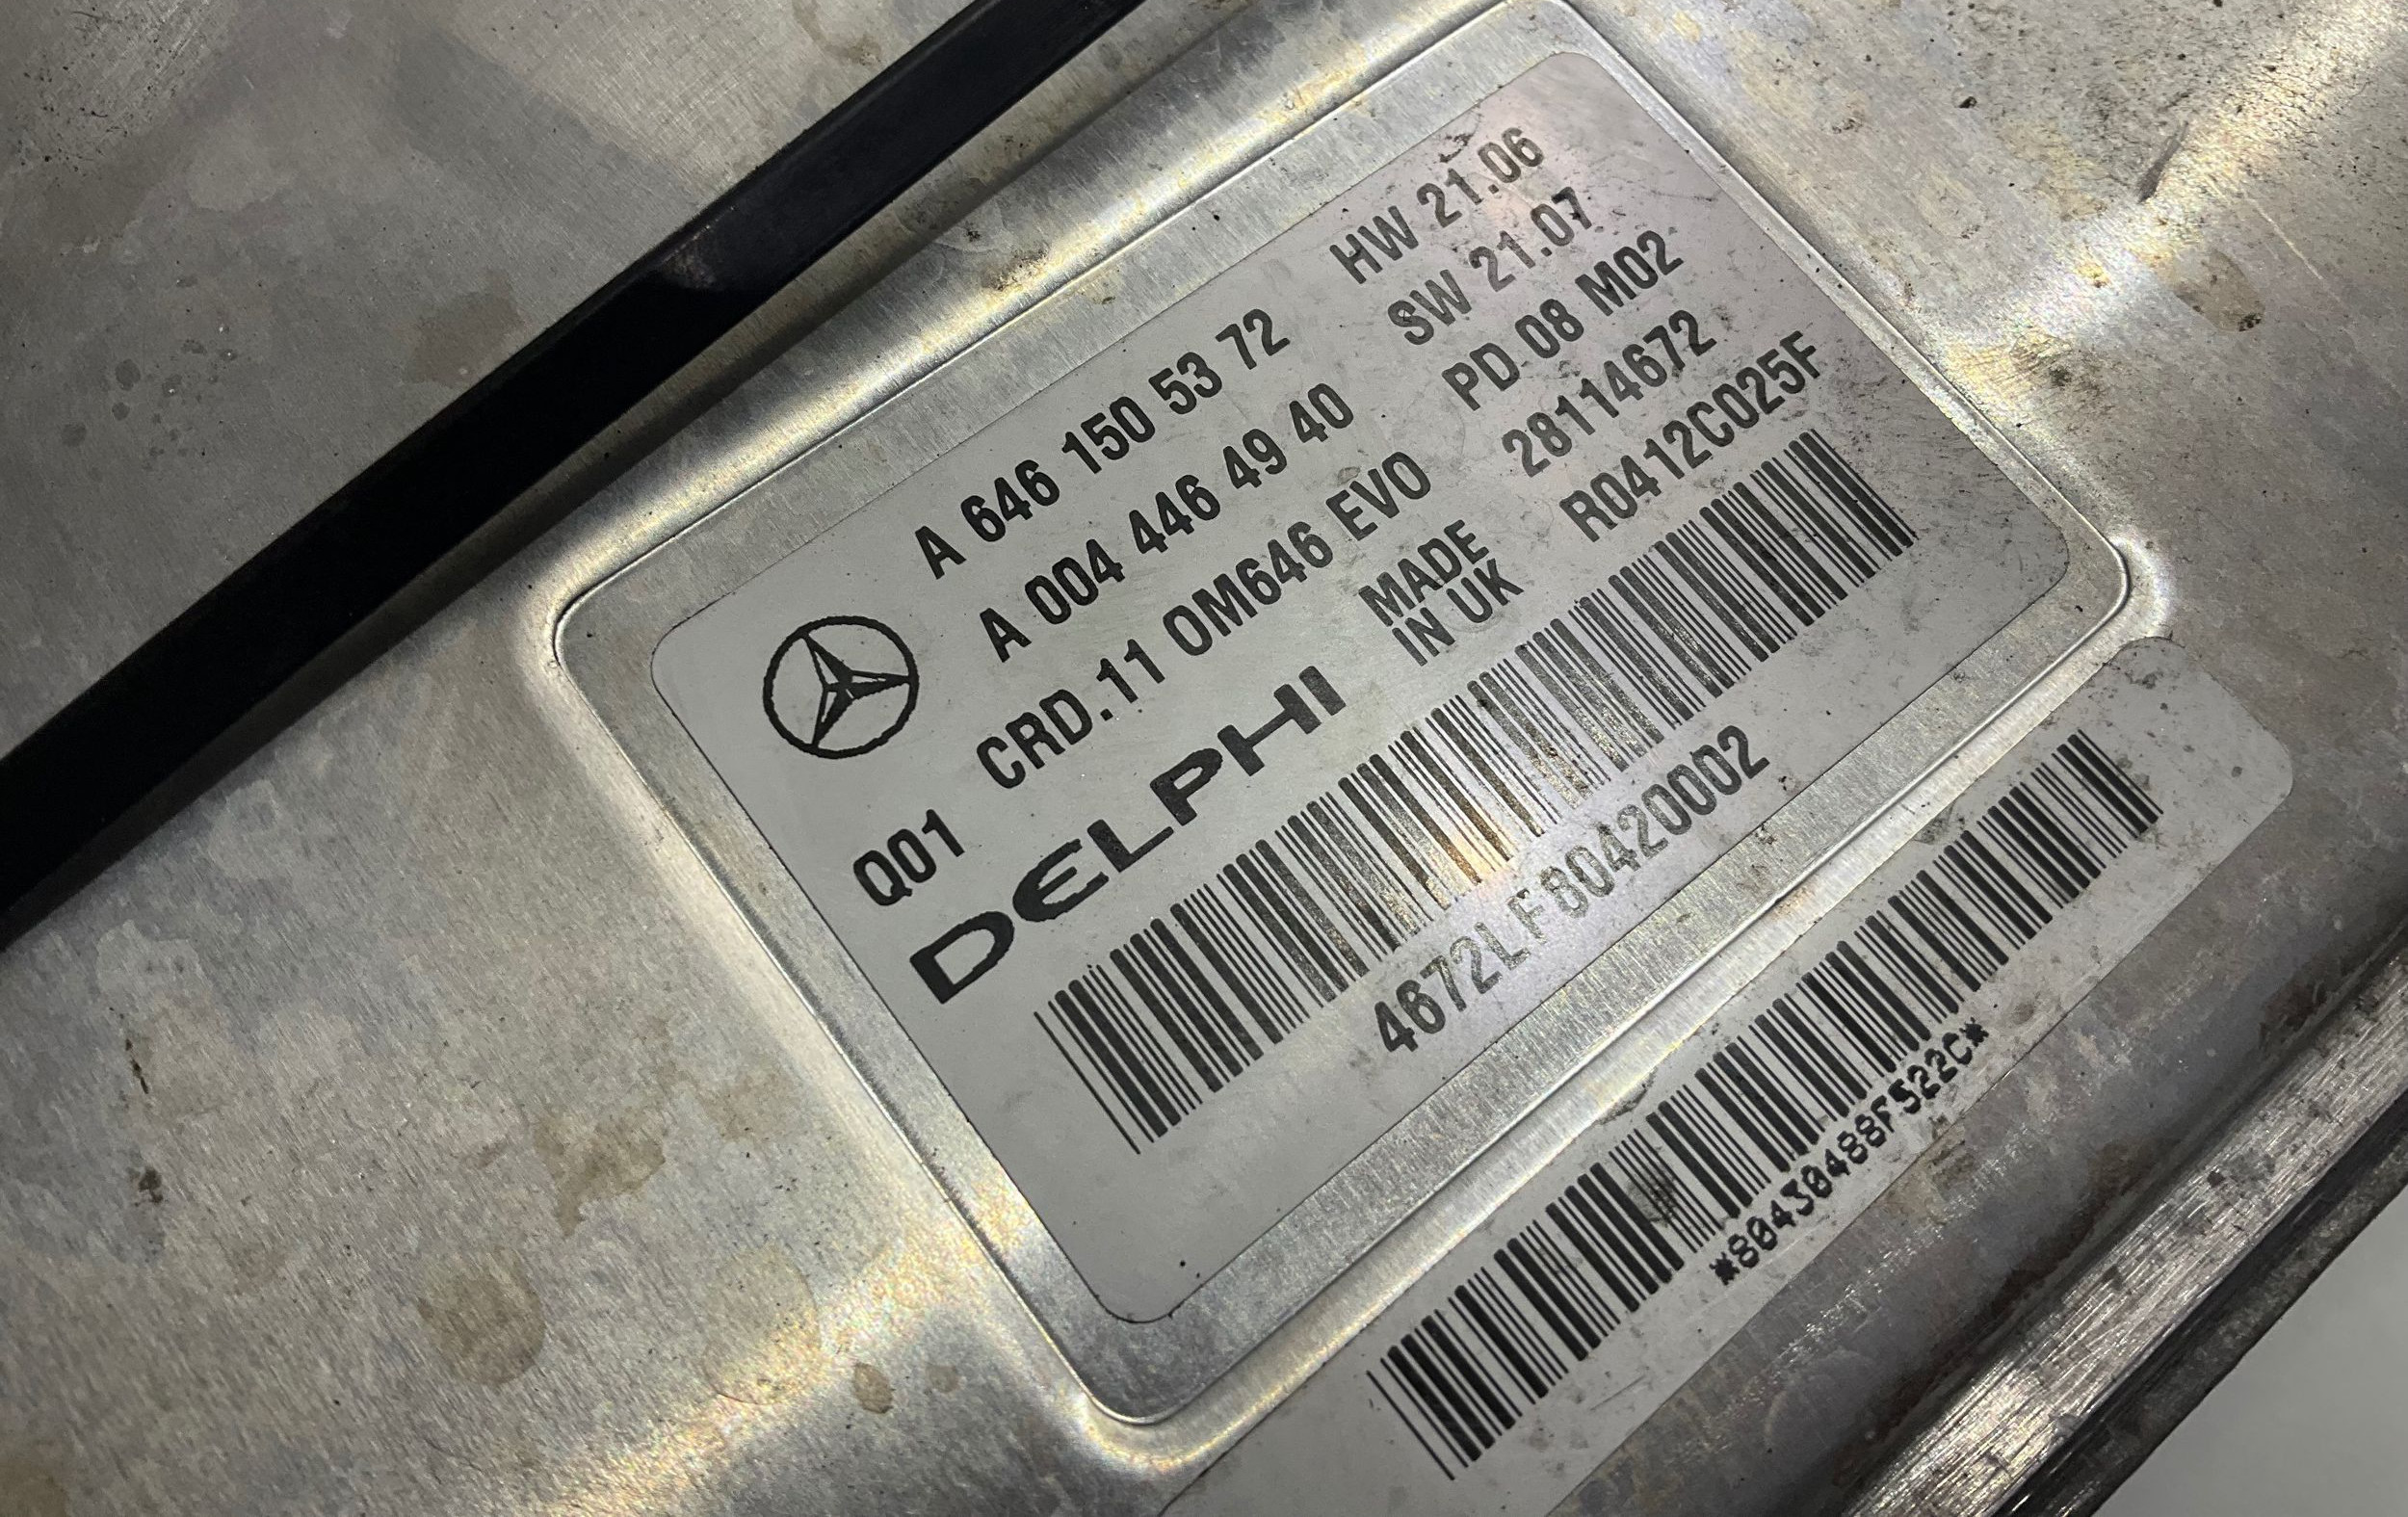 A 646 150 53 72 HW 21.06
A 004 446 49 40 SW 21.07
Q01 CRD.11 OM646 EVO PD 08 M02
DELPHI MADE IN UK 28114672
R0412C025F
4672LF80420002
*80430488F522C*